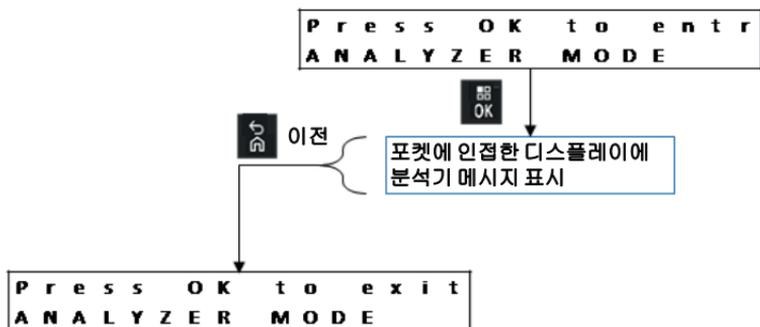 Press OK to entr
ANALYZER MODE
OK
이전
포켓에 인접한 디스플레이에
분석기 메시지 표시
Press OK to exit
ANALYZER MODE